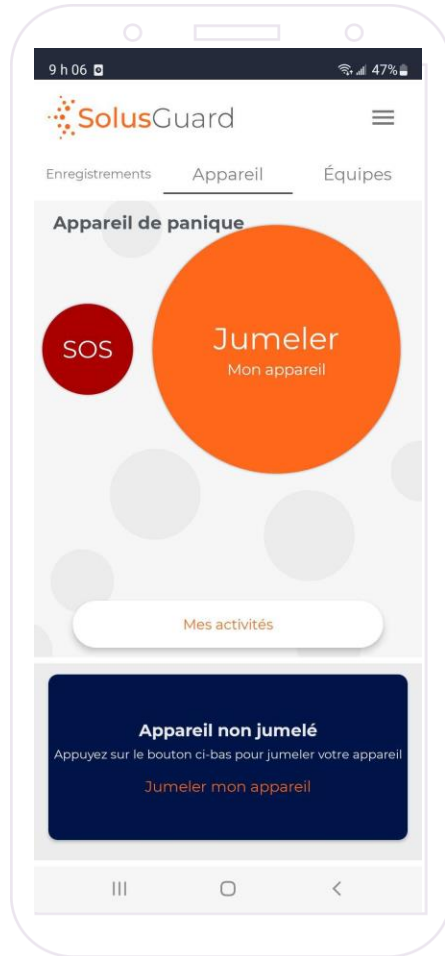 9 h 06
47%
SolusGuard
Enregistrements Appareil Équipes
Appareil de panique
SOS
Jumeler
Mon appareil
Mes activités
Appareil non jumelé
Appuyez sur le bouton ci-bas pour jumeler votre appareil
Jumeler mon appareil